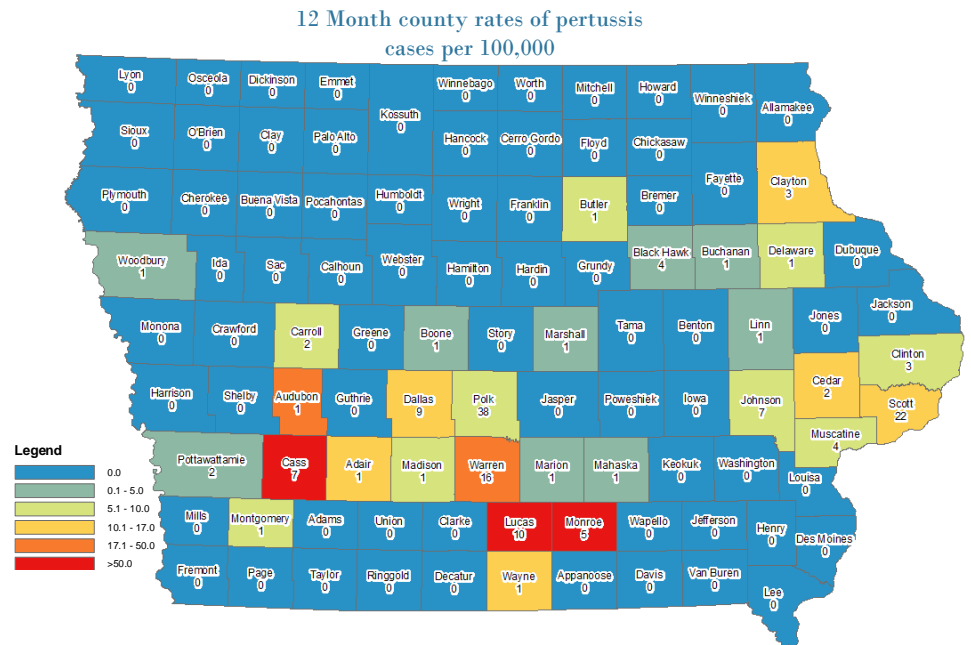 12 Month county rates of pertussis
cases per 100,000
Lyon
0
Osceola
0
Dickinson
0
Emmet
0
Kossuth
0
Winnebago
0
Worth
0
Mitchell
0
Howard
0
Winneshiek
0
Allamakee
0
Sioux
0
O'Brien
0
Clay
0
Palo Alto
0
Hancock
0
Cerro Gordo
0
Floyd
0
Chickasaw
0
Fayette
0
Clayton
3
Plymouth
0
Cherokee
0
Buena Vista
0
Pocahontas
0
Humboldt
0
Wright
0
Franklin
0
Butler
1
Bremer
0
Woodbury
1
Ida
0
Sac
0
Calhoun
0
Webster
0
Hamilton
0
Hardin
0
Grundy
0
Black Hawk
4
Buchanan
1
Delaware
1
Dubuque
0
Monona
0
Crawford
0
Carroll
2
Greene
0
Boone
1
Story
0
Marshall
1
Tama
0
Benton
0
Linn
1
Jones
0
Jackson
0
Clinton
3
Harrison
0
Shelby
0
Audubon
1
Guthrie
0
Dallas
9
Polk
38
Jasper
0
Poweshiek
0
Iowa
0
Johnson
7
Cedar
2
Scott
22
Muscatine
4
Pottawattamie
2
Cass
7
Adair
1
Madison
1
Warren
16
Marion
1
Mahaska
1
Keokuk
0
Washington
0
Louisa
0
Mills
0
Montgomery
1
Adams
0
Union
0
Clarke
0
Lucas
10
Monroe
5
Wapello
0
Jefferson
0
Henry
0
Des Moines
0
Fremont
0
Page
0
Taylor
0
Ringgold
0
Decatur
0
Wayne
1
Appanoose
0
Davis
0
Van Buren
0
Lee
0
Legend
0.0
0.1 - 5.0
5.1 - 10.0
10.1 - 17.0
17.1 - 50.0
>50.0